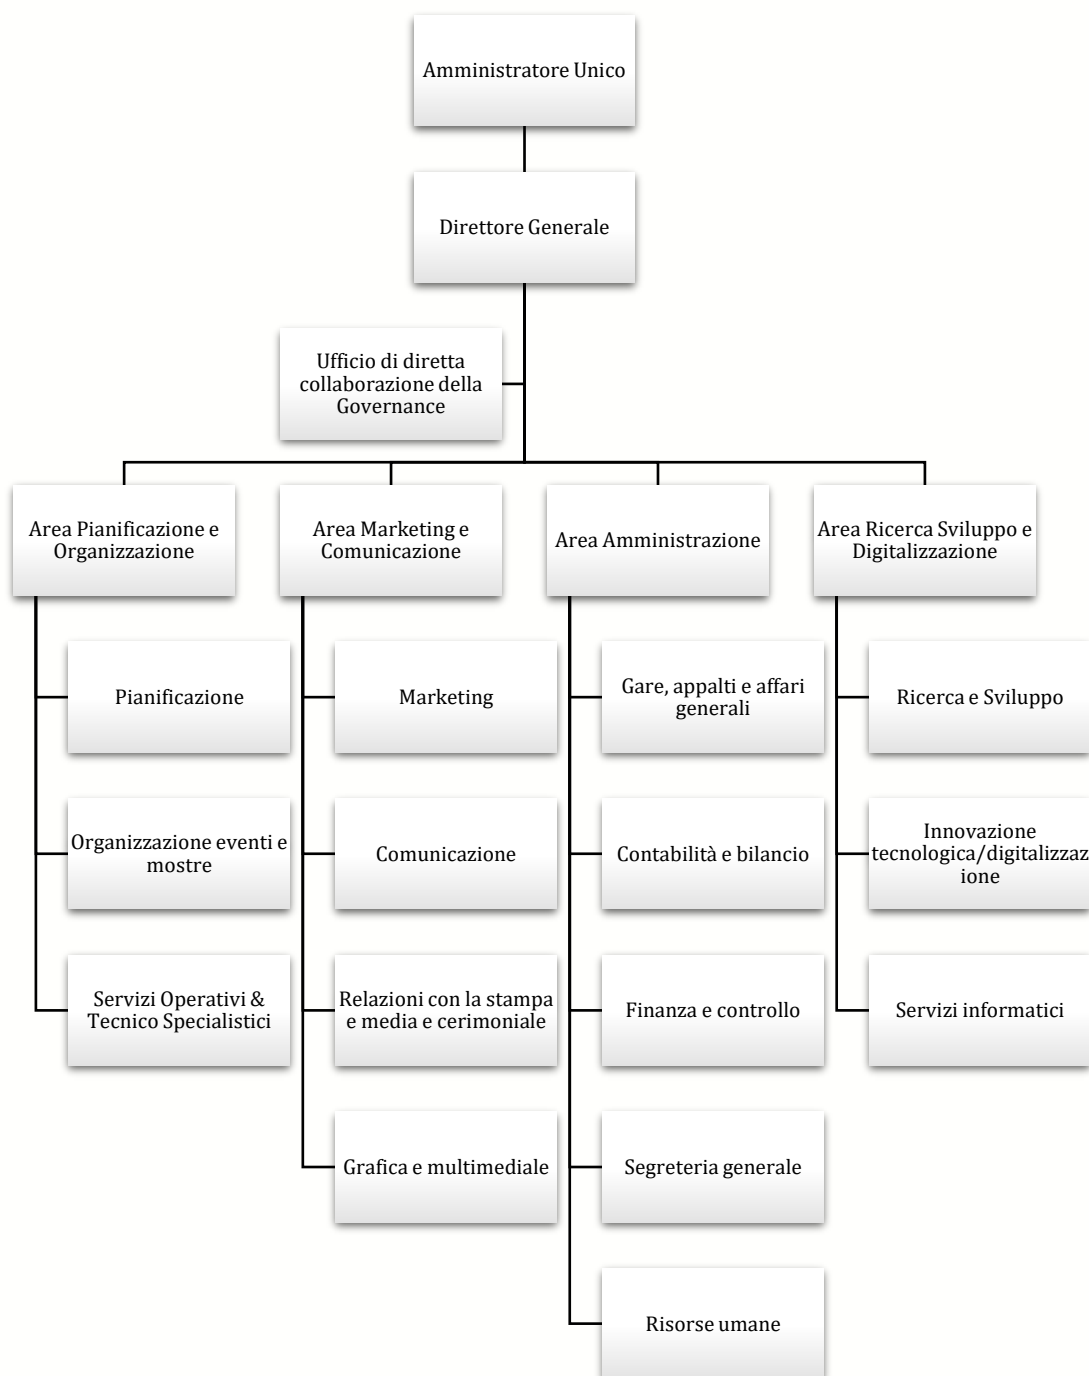 Amministratore Unico
Direttore Generale
Ufficio di diretta
collaborazione della
Governance
Area Pianificazione e
Organizzazione
Area Marketing e
Comunicazione
Area Amministrazione
Area Ricerca Sviluppo e
Digitalizzazione
Pianificazione
Organizzazione eventi e
mostre
Servizi Operativi &
Tecnico Specialistici
Marketing
Comunicazione
Relazioni con la stampa
e media e cerimoniale
Grafica e multimediale
Gare, appalti e affari
generali
Contabilità e bilancio
Finanza e controllo
Segreteria generale
Risorse umane
Ricerca e Sviluppo
Innovazione
tecnologica/digitalizzaz
ione
Servizi informatici